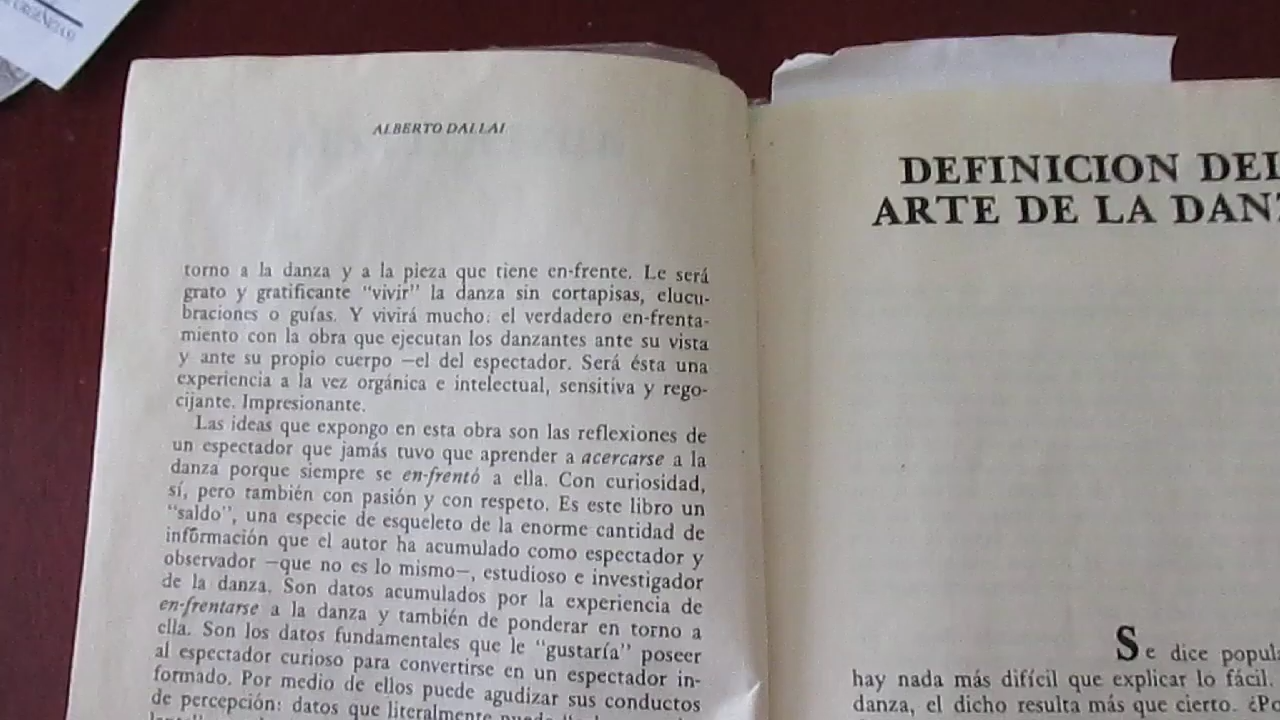 ALBERTO DALLAL
torno a la danza y a la pieza que tiene en-frente. Le será
grato y gratificante "vivir" la danza sin cortapisas, elucu-
braciones o guías. Y vivirá mucho: el verdadero en-frenta-
miento con la obra que ejecutan los danzantes ante su vista
y ante su propio cuerpo —el del espectador. Será ésta una
experiencia a la vez orgánica e intelectual, sensitiva y rego-
cijante. Impresionante.
Las ideas que expongo en esta obra son las reflexiones de
un espectador que jamás tuvo que aprender a acercarse a la
danza porque siempre se en-frentó a ella. Con curiosidad,
sí, pero también con pasión y con respeto. Es este libro un
"saldo", una especie de esqueleto de la enorme cantidad de
información que el autor ha acumulado como espectador y
observador —que no es lo mismo—, estudioso e investigador
de la danza. Son datos acumulados por la experiencia de
en-frentarse a la danza y también de ponderar en torno a
ella. Son los datos fundamentales que le "gustaría" poseer
al espectador curioso para convertirse en un espectador in-
formado. Por medio de ellos puede agudizar sus conductos
de percepción: datos que literalmente
DEFINICION DEL
ARTE DE LA DAN
Se dice popul
hay nada más difícil que explicar lo fácil.
danza, el dicho resulta más que cierto. ¿Po